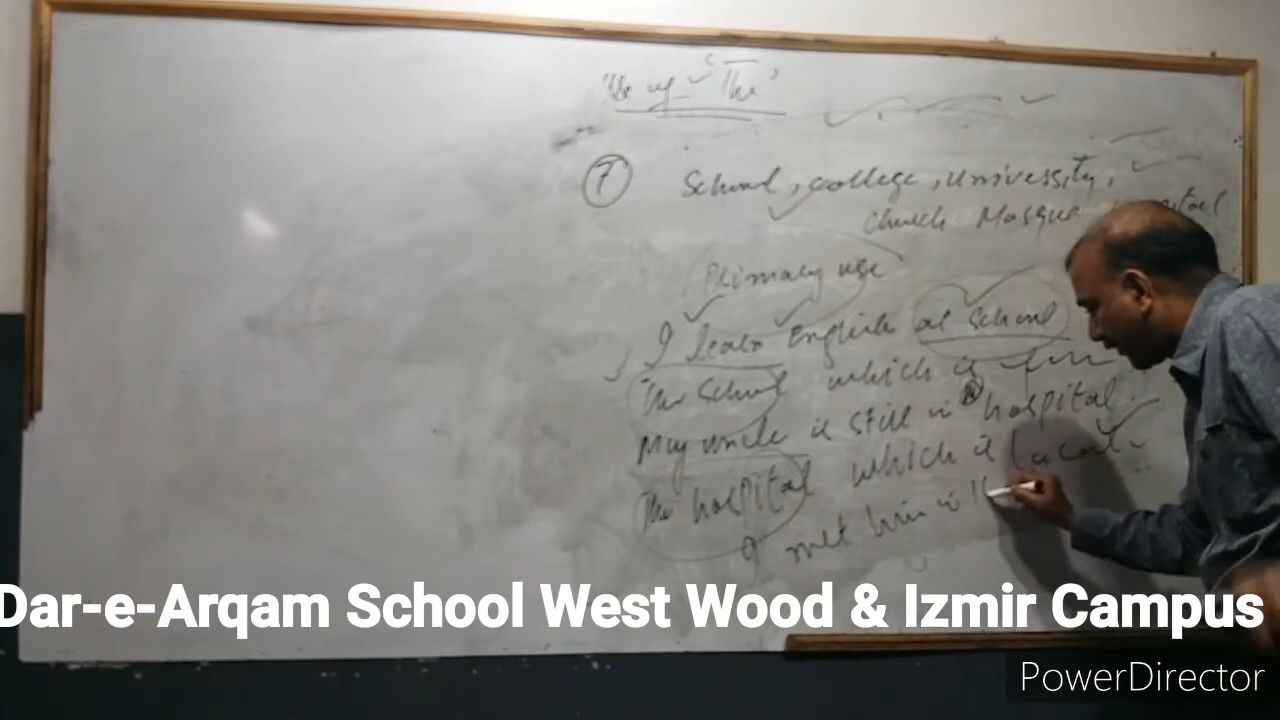 Use of "The"
7 School, college, University,
Church Mosque
Primary use
I learn English at school
The School which is
My uncle is still in hospital.
The hospital which is locat-
I met him in
Dar-e-Arqam School West Wood & Izmir Campus
PowerDirector